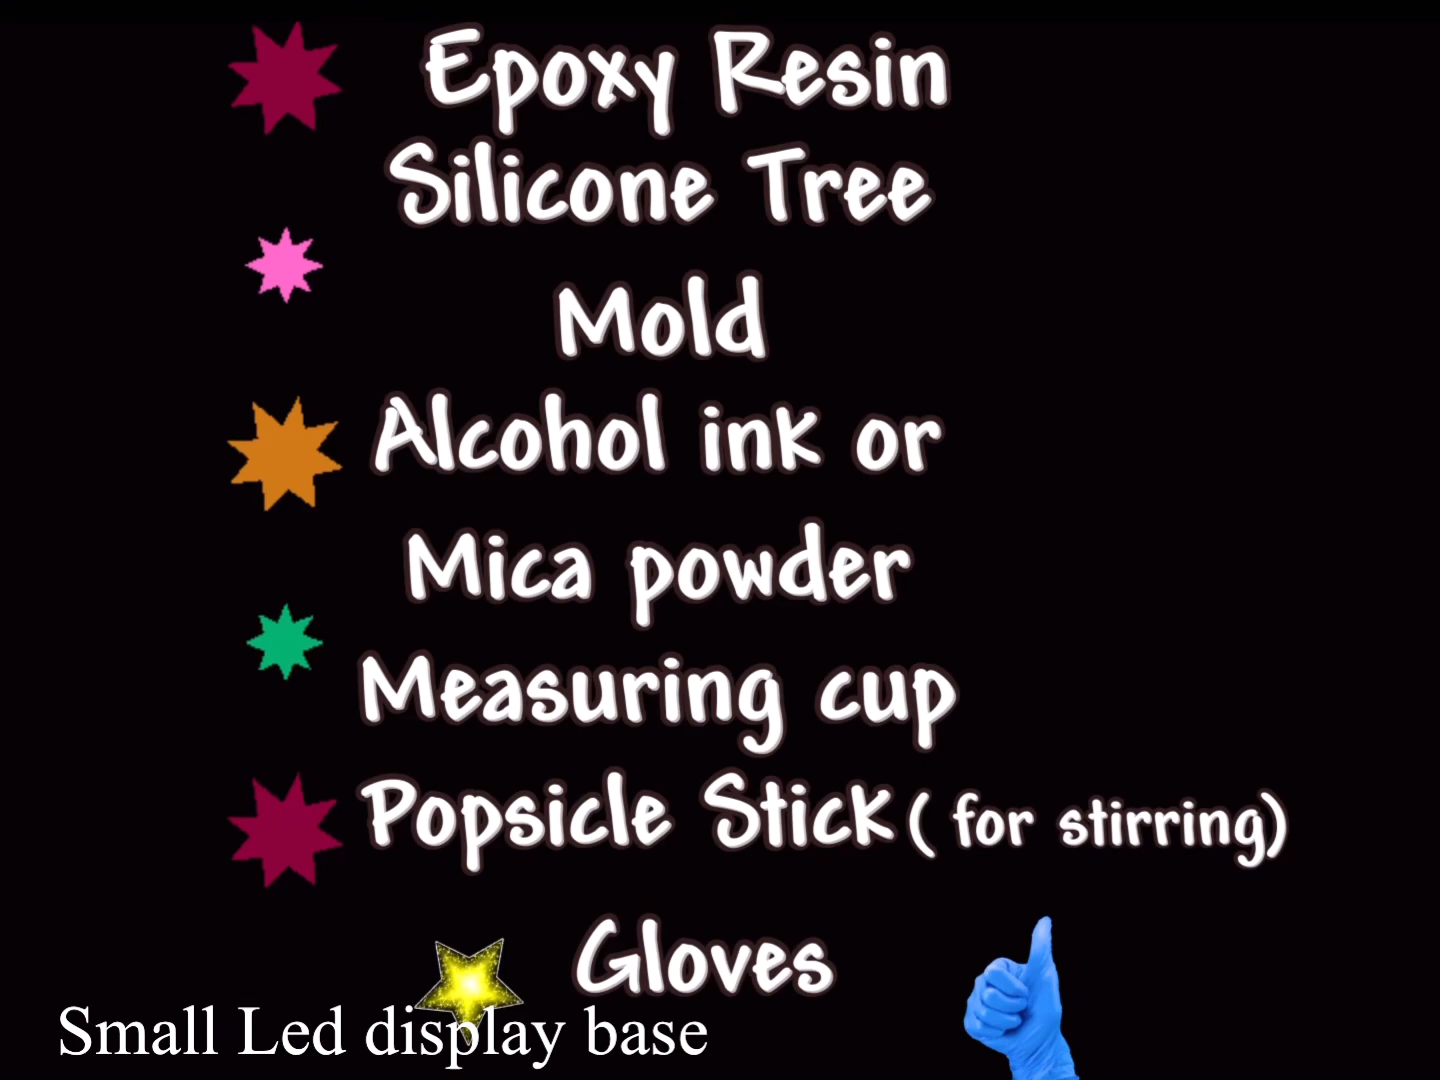 Epoxy Resin
Silicone Tree
Mold
Alcohol ink or
Mica powder
Measuring cup
Popsicle Stick ( for stirring)
Gloves
Small Led display base